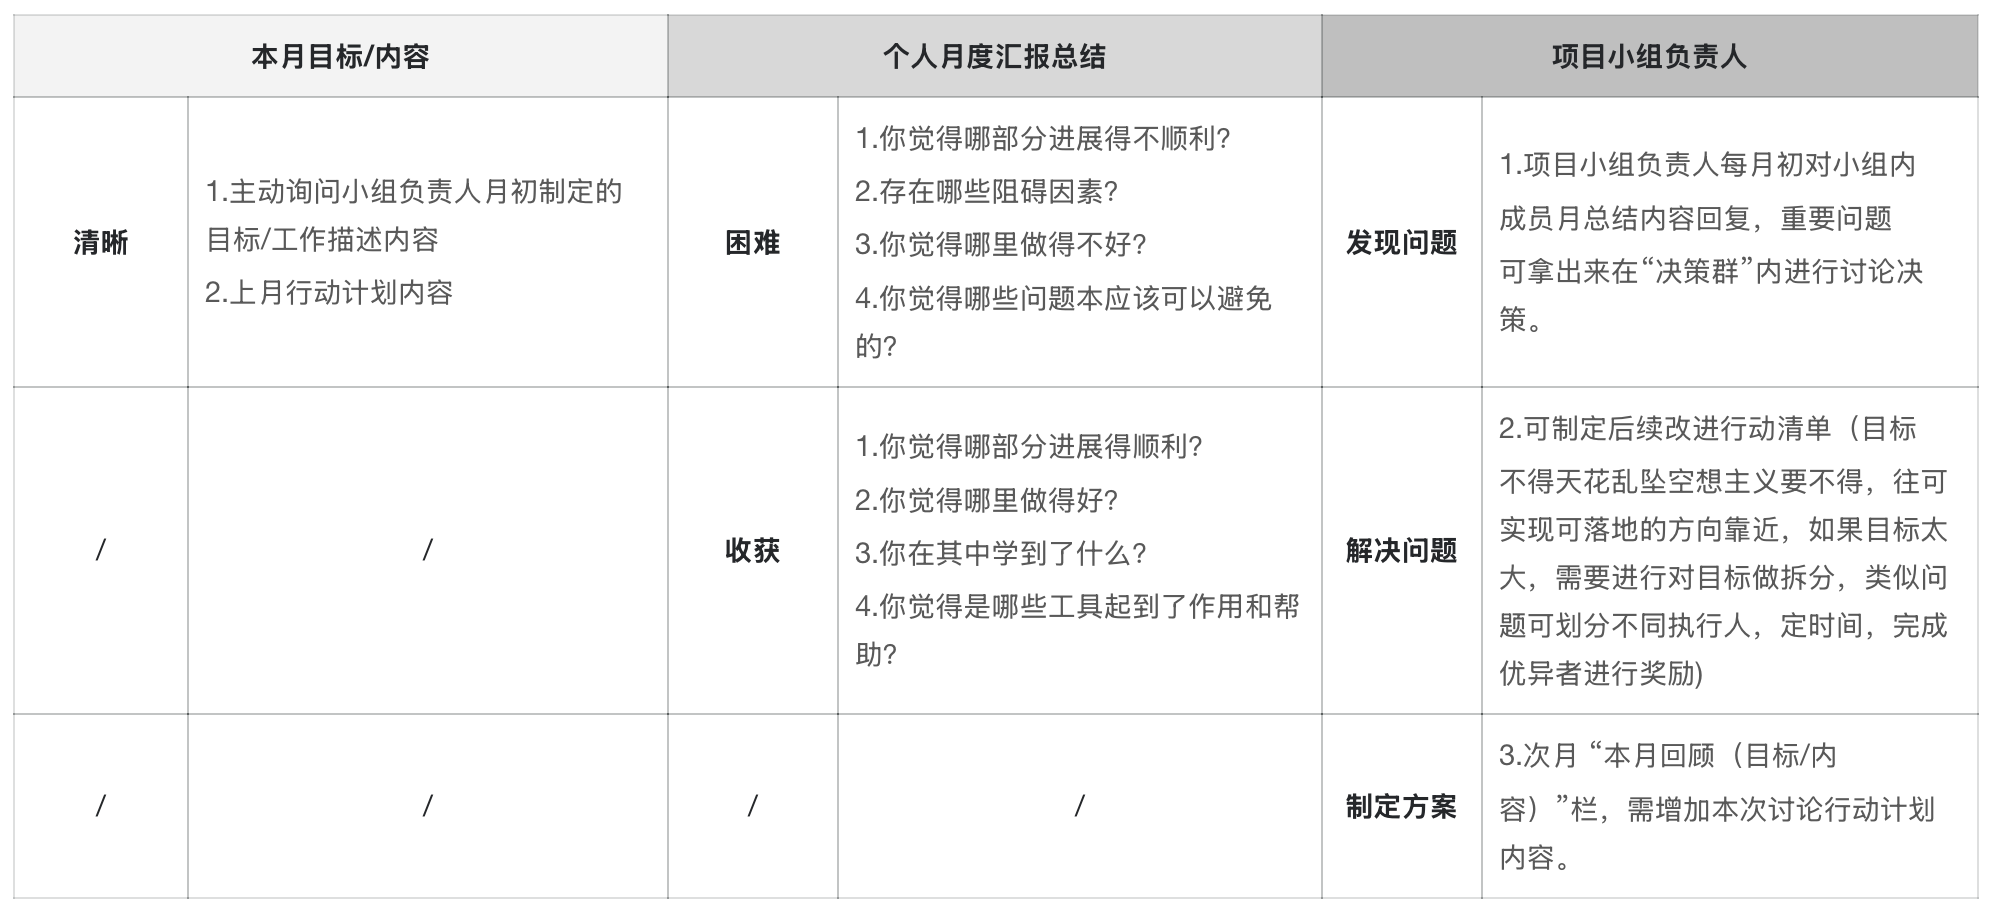 本月目标/内容
个人月度汇报总结
项目小组负责人
清晰
1.主动询问小组负责人月初制定的
目标/工作描述内容
2.上月行动计划内容
困难
1.你觉得哪部分进展得不顺利?
2.存在哪些阻碍因素?
3.你觉得哪里做得不好?
4.你觉得哪些问题本应该可以避免
的?
发现问题
1.项目小组负责人每月初对小组内
成员月总结内容回复，重要问题
可拿出来在“决策群”内进行讨论决
策。
/
/
收获
1.你觉得哪部分进展得顺利?
2.你觉得哪里做得好?
3.你在其中学到了什么?
4.你觉得是哪些工具起到了作用和帮
助?
解决问题
2.可制定后续改进行动清单（目标
不得天花乱坠空想主义要不得，往可
实现可落地的方向靠近，如果目标太
大，需要进行对目标做拆分，类似问
题可划分不同执行人，定时间，完成
优异者进行奖励)
/
/
/
/
制定方案
3.次月 “本月回顾（目标/内
容）”栏，需增加本次讨论行动计划
内容。